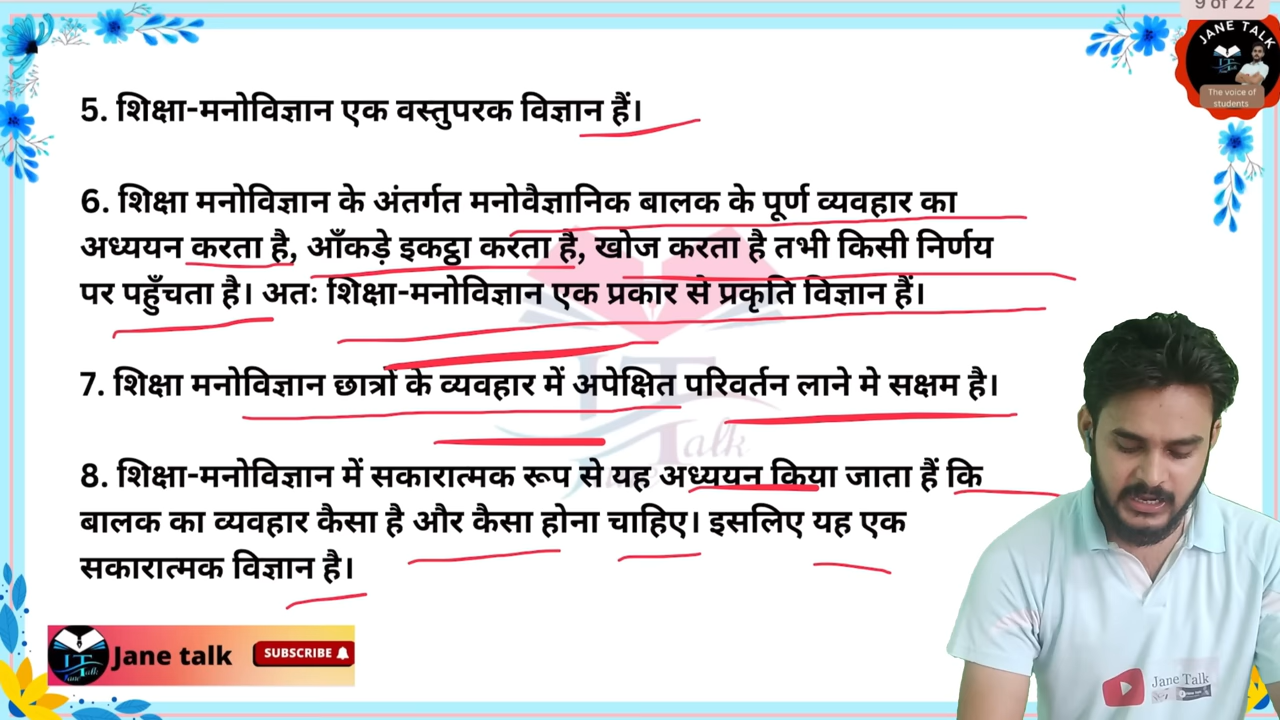 9 of 22
JANE TALK
The voice of
students
5. शिक्षा-मनोविज्ञान एक वस्तुपरक विज्ञान हैं।
6. शिक्षा मनोविज्ञान के अंतर्गत मनोवैज्ञानिक बालक के पूर्ण व्यवहार का
अध्ययन करता है, आँकड़े इकट्ठा करता है, खोज करता है तभी किसी निर्णय
पर पहुँचता है। अतः शिक्षा-मनोविज्ञान एक प्रकार से प्रकृति विज्ञान हैं।
7. शिक्षा मनोविज्ञान छात्रों के व्यवहार में अपेक्षित परिवर्तन लाने मे सक्षम है।
8. शिक्षा-मनोविज्ञान में सकारात्मक रूप से यह अध्ययन किया जाता हैं कि
बालक का व्यवहार कैसा है और कैसा होना चाहिए। इसलिए यह एक
सकारात्मक विज्ञान है।
Jane talk
SUBSCRIBE
Jane Talk